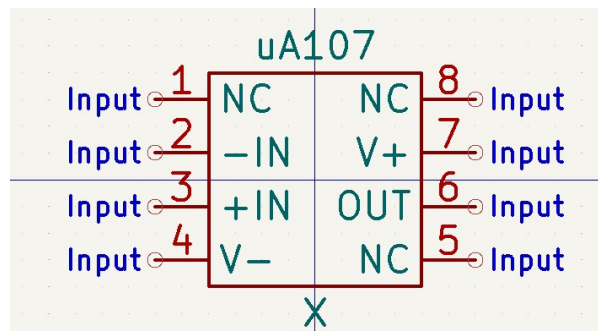 uA107
Input 1 NC NC 8 Input
Input 2 -IN V+ 7 Input
Input 3 +IN OUT 6 Input
Input 4 V- NC 5 Input
X